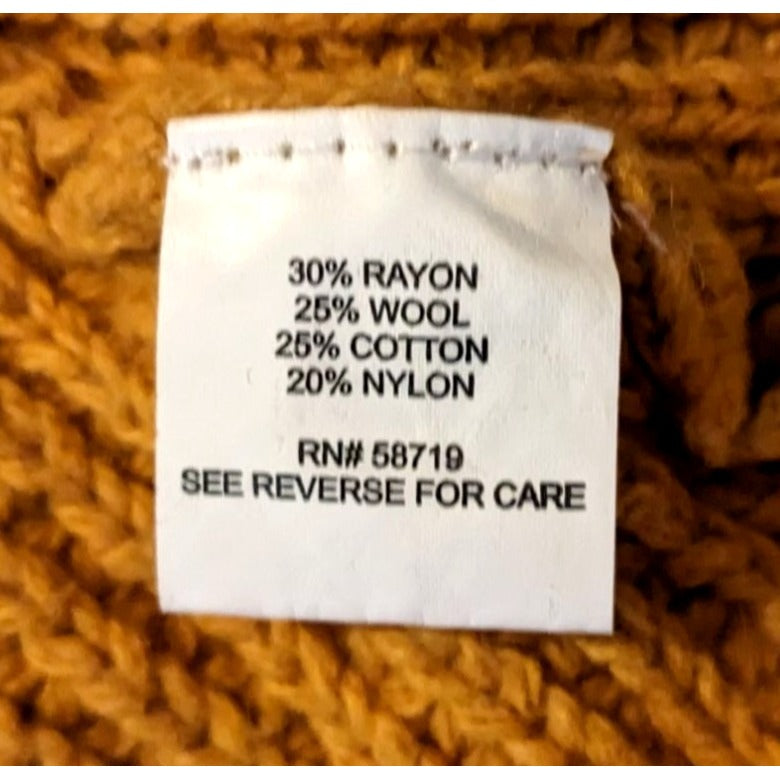 30% RAYON
25% WOOL
25% COTTON
20% NYLON
RN# 58719
SEE REVERSE FOR CARE